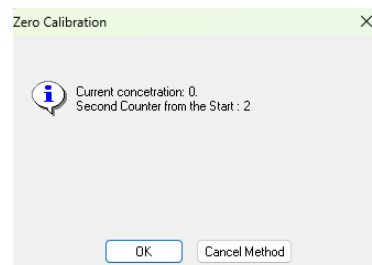 Zero Calibration
Current concetration: 0.
Second Counter from the Start : 2
OK
Cancel Method